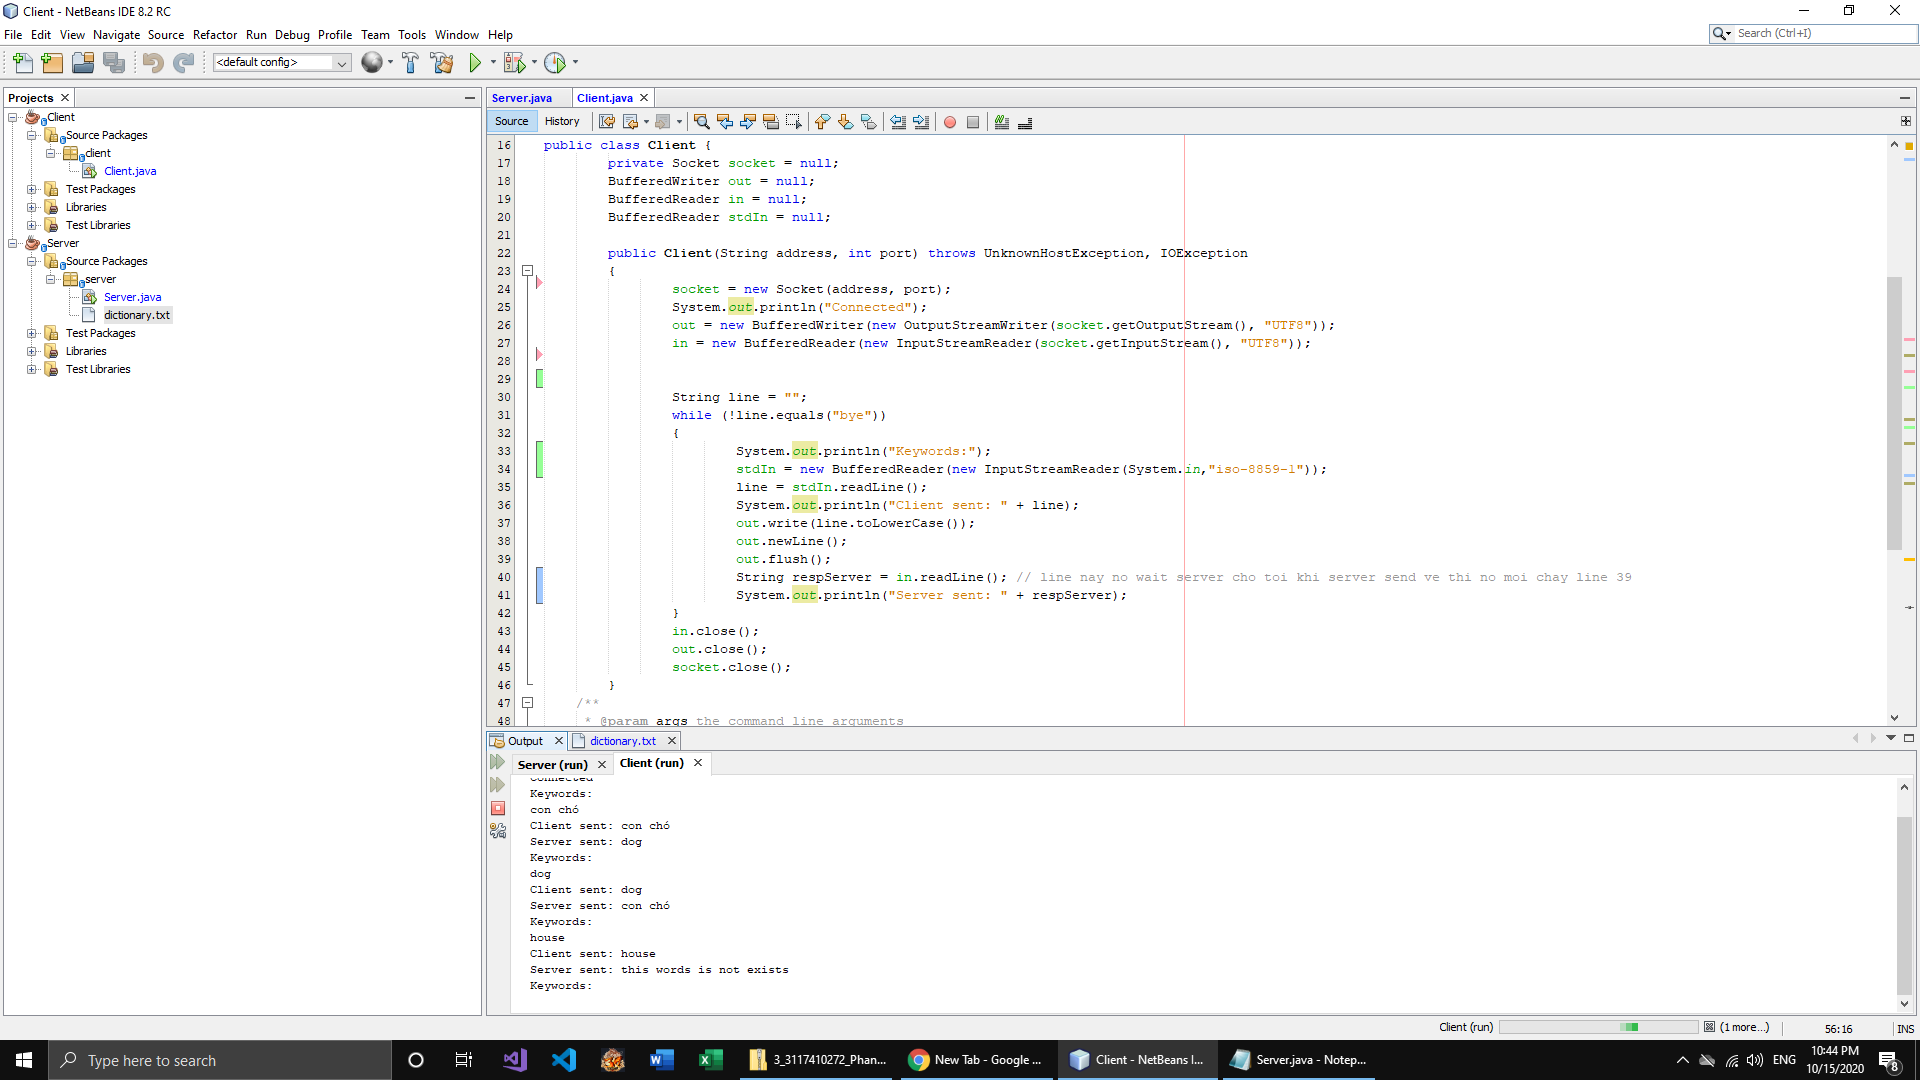 Client - NetBeans IDE 8.2 RC
File Edit View Navigate Source Refactor Run Debug Profile Team Tools Window Help
Search (Ctrl+I)
<default config>
Projects
Client
Source Packages
client
Client.java
Test Packages
Libraries
Test Libraries
Server
Source Packages
server
Server.java
dictionary.txt
Test Packages
Libraries
Test Libraries
Server.java Client.java
Source History
16 public class Client {
17 private Socket socket = null;
18 BufferedWriter out = null;
19 BufferedReader in = null;
20 BufferedReader stdIn = null;
21
22 public Client(String address, int port) throws UnknownHostException, IOException
23 {
24 socket = new Socket(address, port);
25 System.out.println("Connected");
26 out = new BufferedWriter(new OutputStreamWriter(socket.getOutputStream(), "UTF8"));
27 in = new BufferedReader(new InputStreamReader(socket.getInputStream(), "UTF8"));
28
29
30 String line = "";
31 while (!line.equals("bye"))
32 {
33 System.out.println("Keywords:");
34 stdIn = new BufferedReader(new InputStreamReader(System.in,"iso-8859-1"));
35 line = stdIn.readLine();
36 System.out.println("Client sent: " + line);
37 out.write(line.toLowerCase());
38 out.newLine();
39 out.flush();
40 String respServer = in.readLine(); // line nay no wait server cho toi khi server send ve thi no moi chay line 39
41 System.out.println("Server sent: " + respServer);
42 }
43 in.close();
44 out.close();
45 socket.close();
46 }
47 /**
48 * @param args the command line arguments
Output dictionary.txt
Server (run) Client (run)
Connected
Keywords:
con chó
Client sent: con chó
Server sent: dog
Keywords:
dog
Client sent: dog
Server sent: con chó
Keywords:
house
Client sent: house
Server sent: this words is not exists
Keywords:
Client (run) (1 more...) 56:16 INS
Type here to search
3_3117410272_Phan...
New Tab - Google ...
Client - NetBeans I...
Server.java - Notep...
ENG
10:44 PM
10/15/2020
8